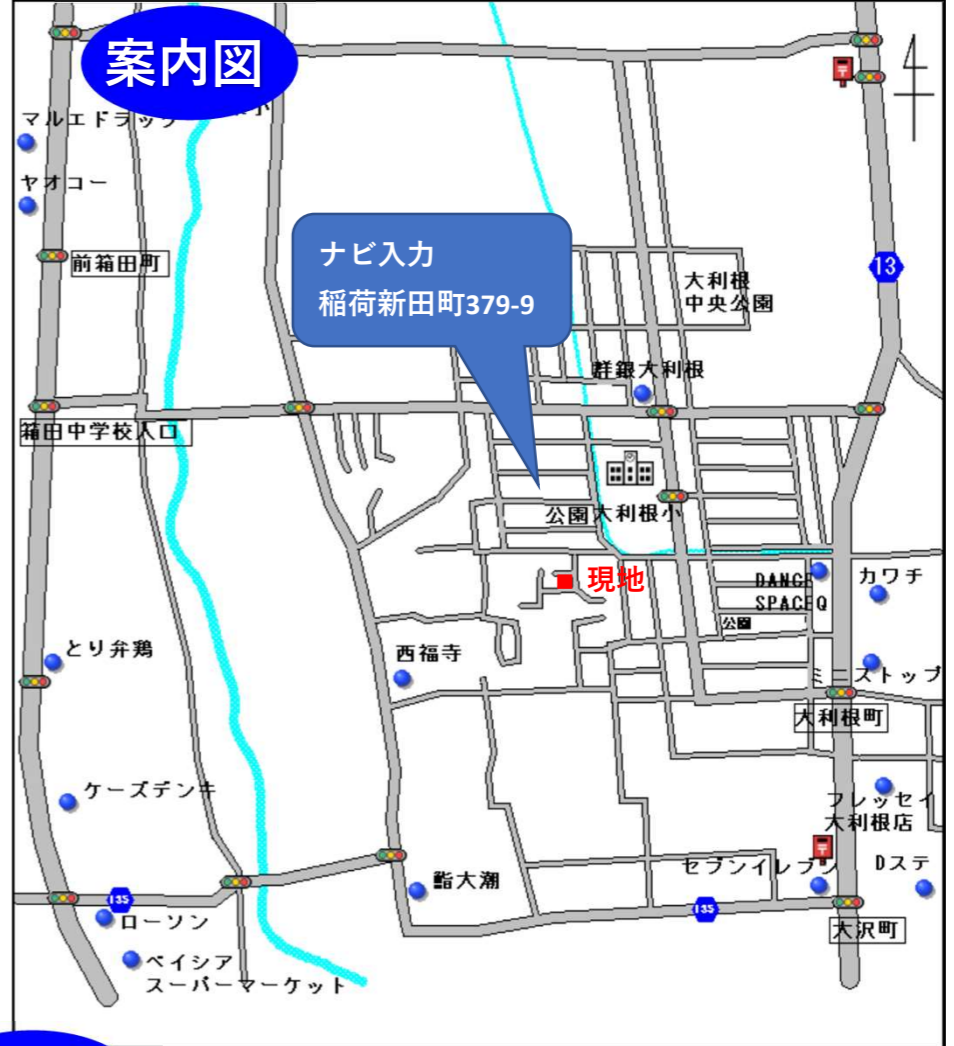 案内図
マルエドラッグ
ヤオコー
前箱田町
ナビ入力
稲荷新田町379-9
大利根
中央公園
13
群銀大利根
箱田中学校入口
公園
大利根小
現地
DANCE
SPACEQ
カワチ
公園
とり弁鶏
西福寺
ミニストップ
大利根町
ケーズデンキ
フレッセイ
大利根店
セブンイレブン
Dステ
鮨大潮
135
135
ローソン
大沢町
ベイシア
スーパーマーケット